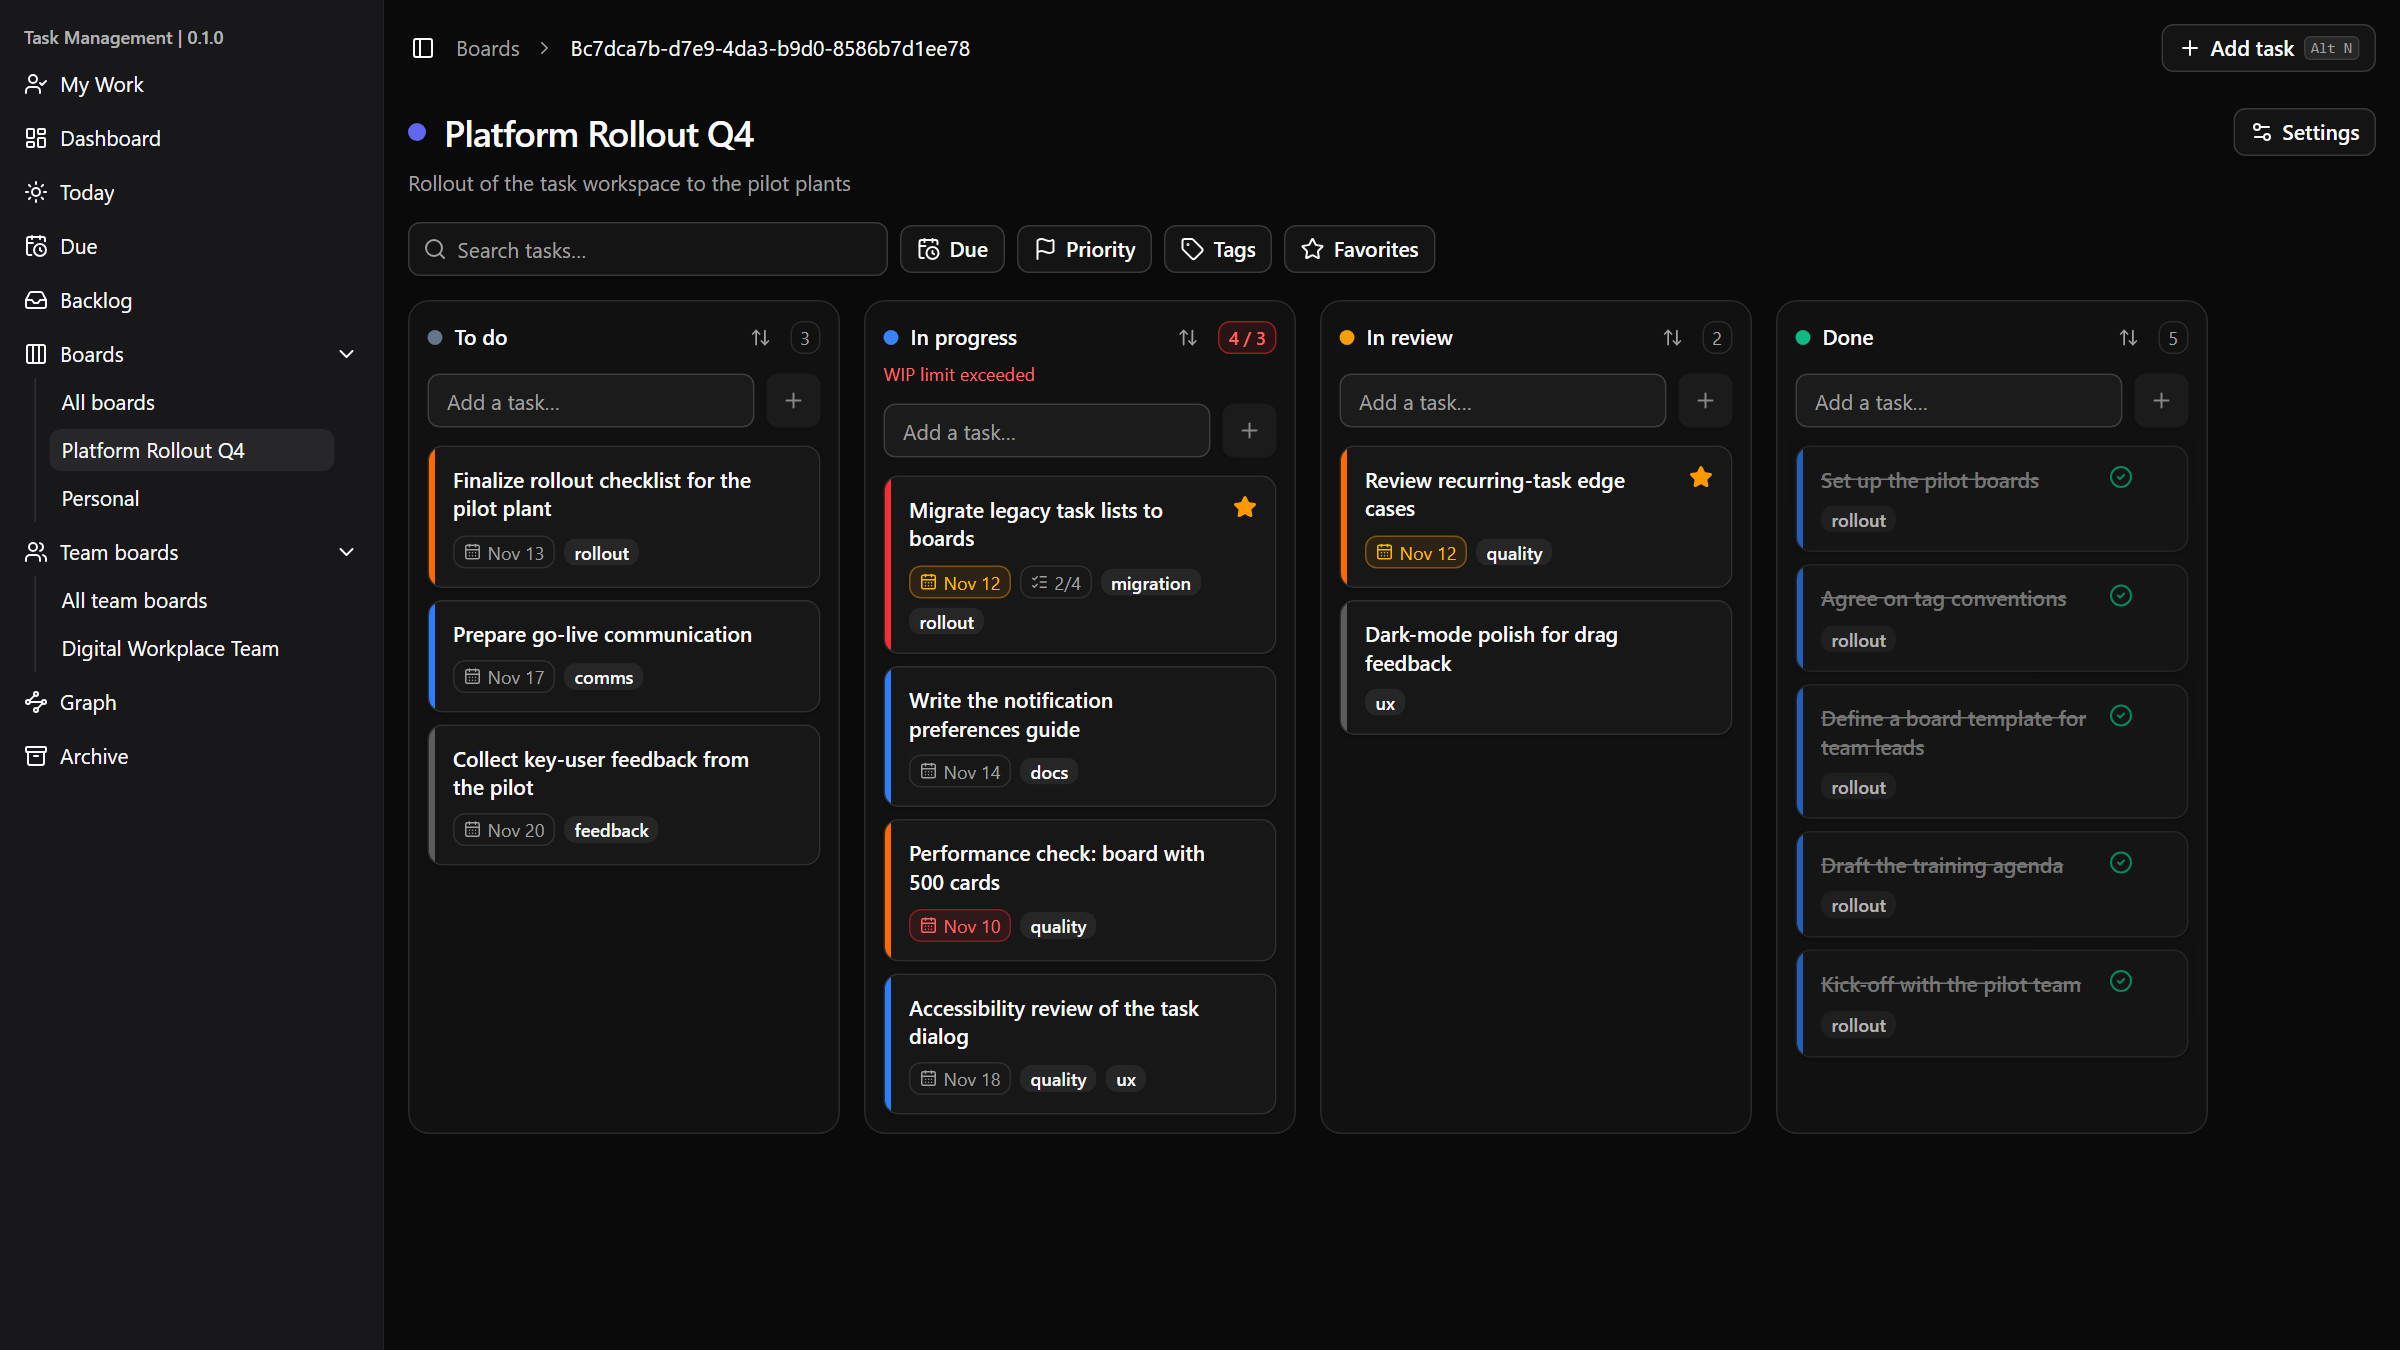 Task Management | 0.1.0
My Work
Dashboard
Today
Due
Backlog
Boards
All boards
Platform Rollout Q4
Personal
Team boards
All team boards
Digital Workplace Team
Graph
Archive
Boards
Bc7dca7b-d7e9-4da3-b9d0-8586b7d1ee78
Add task Alt N
Platform Rollout Q4
Settings
Rollout of the task workspace to the pilot plants
Search tasks...
Due
Priority
Tags
Favorites
To do
3
Add a task...
Finalize rollout checklist for the
pilot plant
Nov 13
rollout
Prepare go-live communication
Nov 17
comms
Collect key-user feedback from
the pilot
Nov 20
feedback
In progress
4 / 3
WIP limit exceeded
Add a task...
Migrate legacy task lists to
boards
Nov 12
2/4
migration
rollout
Write the notification
preferences guide
Nov 14
docs
Performance check: board with
500 cards
Nov 10
quality
Accessibility review of the task
dialog
Nov 18
quality
ux
In review
2
Add a task...
Review recurring-task edge
cases
Nov 12
quality
Dark-mode polish for drag
feedback
ux
Done
5
Add a task...
Set up the pilot boards
rollout
Agree on tag conventions
rollout
Define a board template for
team leads
rollout
Draft the training agenda
rollout
Kick-off with the pilot team
rollout